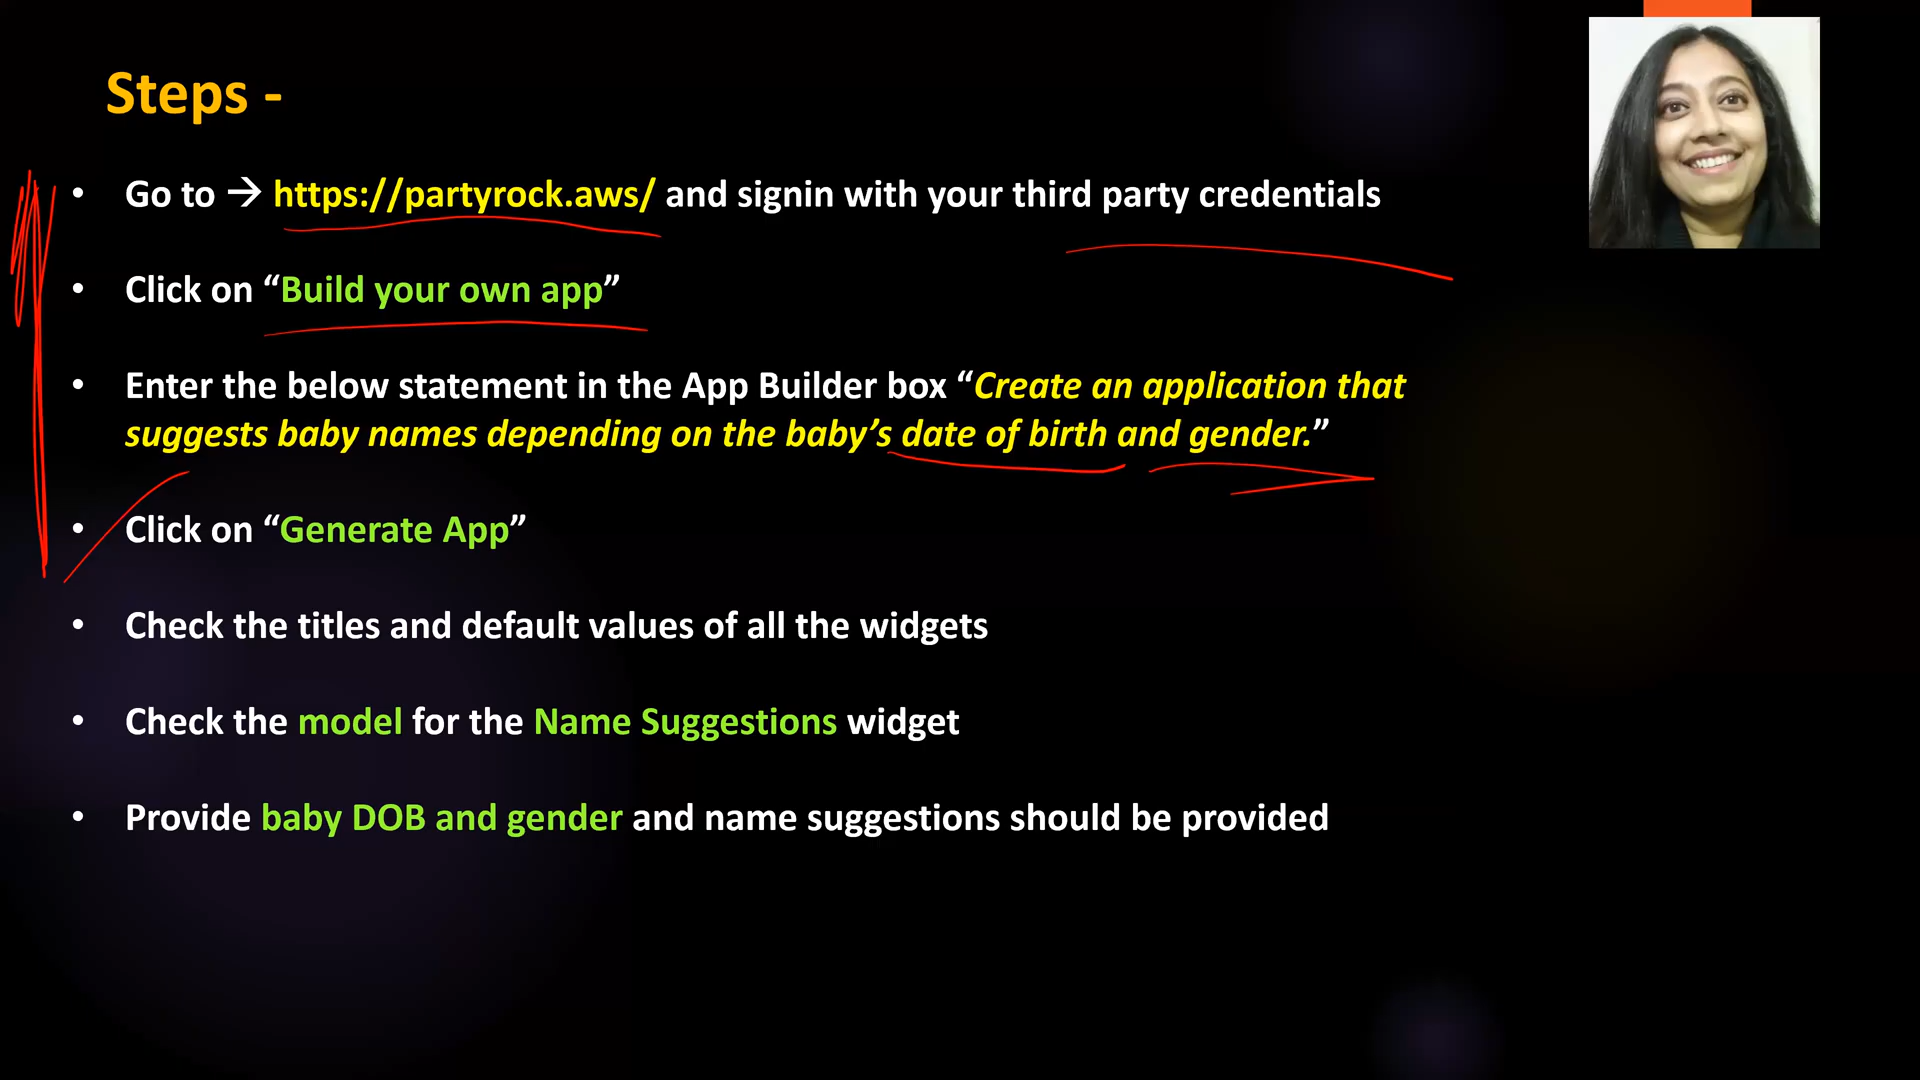 Steps -
• Go to → https://partyrock.aws/ and signin with your third party credentials
• Click on “Build your own app”
• Enter the below statement in the App Builder box “Create an application that
suggests baby names depending on the baby’s date of birth and gender.”
• Click on “Generate App”
• Check the titles and default values of all the widgets
• Check the model for the Name Suggestions widget
• Provide baby DOB and gender and name suggestions should be provided